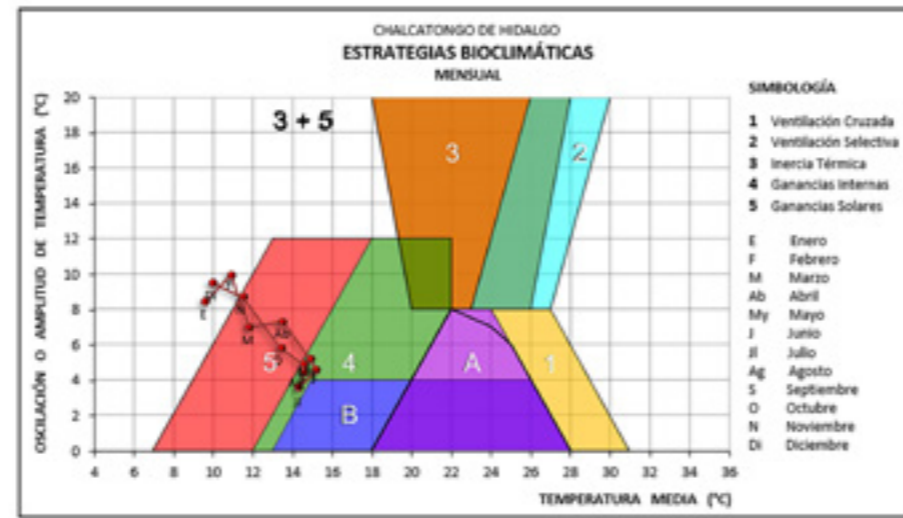 CHALCATONGO DE HIDALGO
ESTRATEGIAS BIOCLIMÁTICAS
MENSUAL
OSCILACIÓN O AMPLITUD DE TEMPERATURA (°C)
20
18
16
14
12
10
8
6
4
2
0
3 + 5
3
2
5
4
A
1
B
E
M
Ab
4 6 8 10 12 14 16 18 20 22 24 26 28 30 32 34 36
TEMPERATURA MEDIA (°C)
SIMBOLOGÍA
1 Ventilación Cruzada
2 Ventilación Selectiva
3 Inercia Térmica
4 Ganancias Internas
5 Ganancias Solares
E Enero
F Febrero
M Marzo
Ab Abril
My Mayo
J Junio
Jl Julio
Ag Agosto
S Septiembre
O Octubre
N Noviembre
Di Diciembre